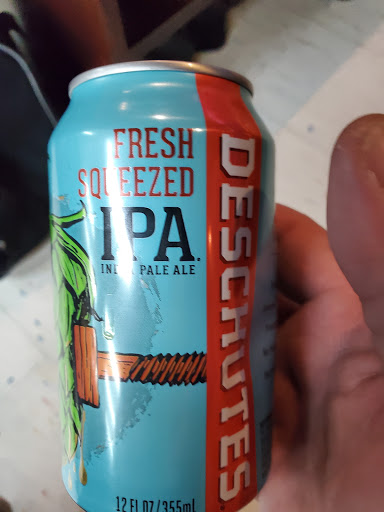 FRESH
SQUEEZED
IPA.
INDIA PALE ALE
DESCHUTES
12 FL OZ/355mL